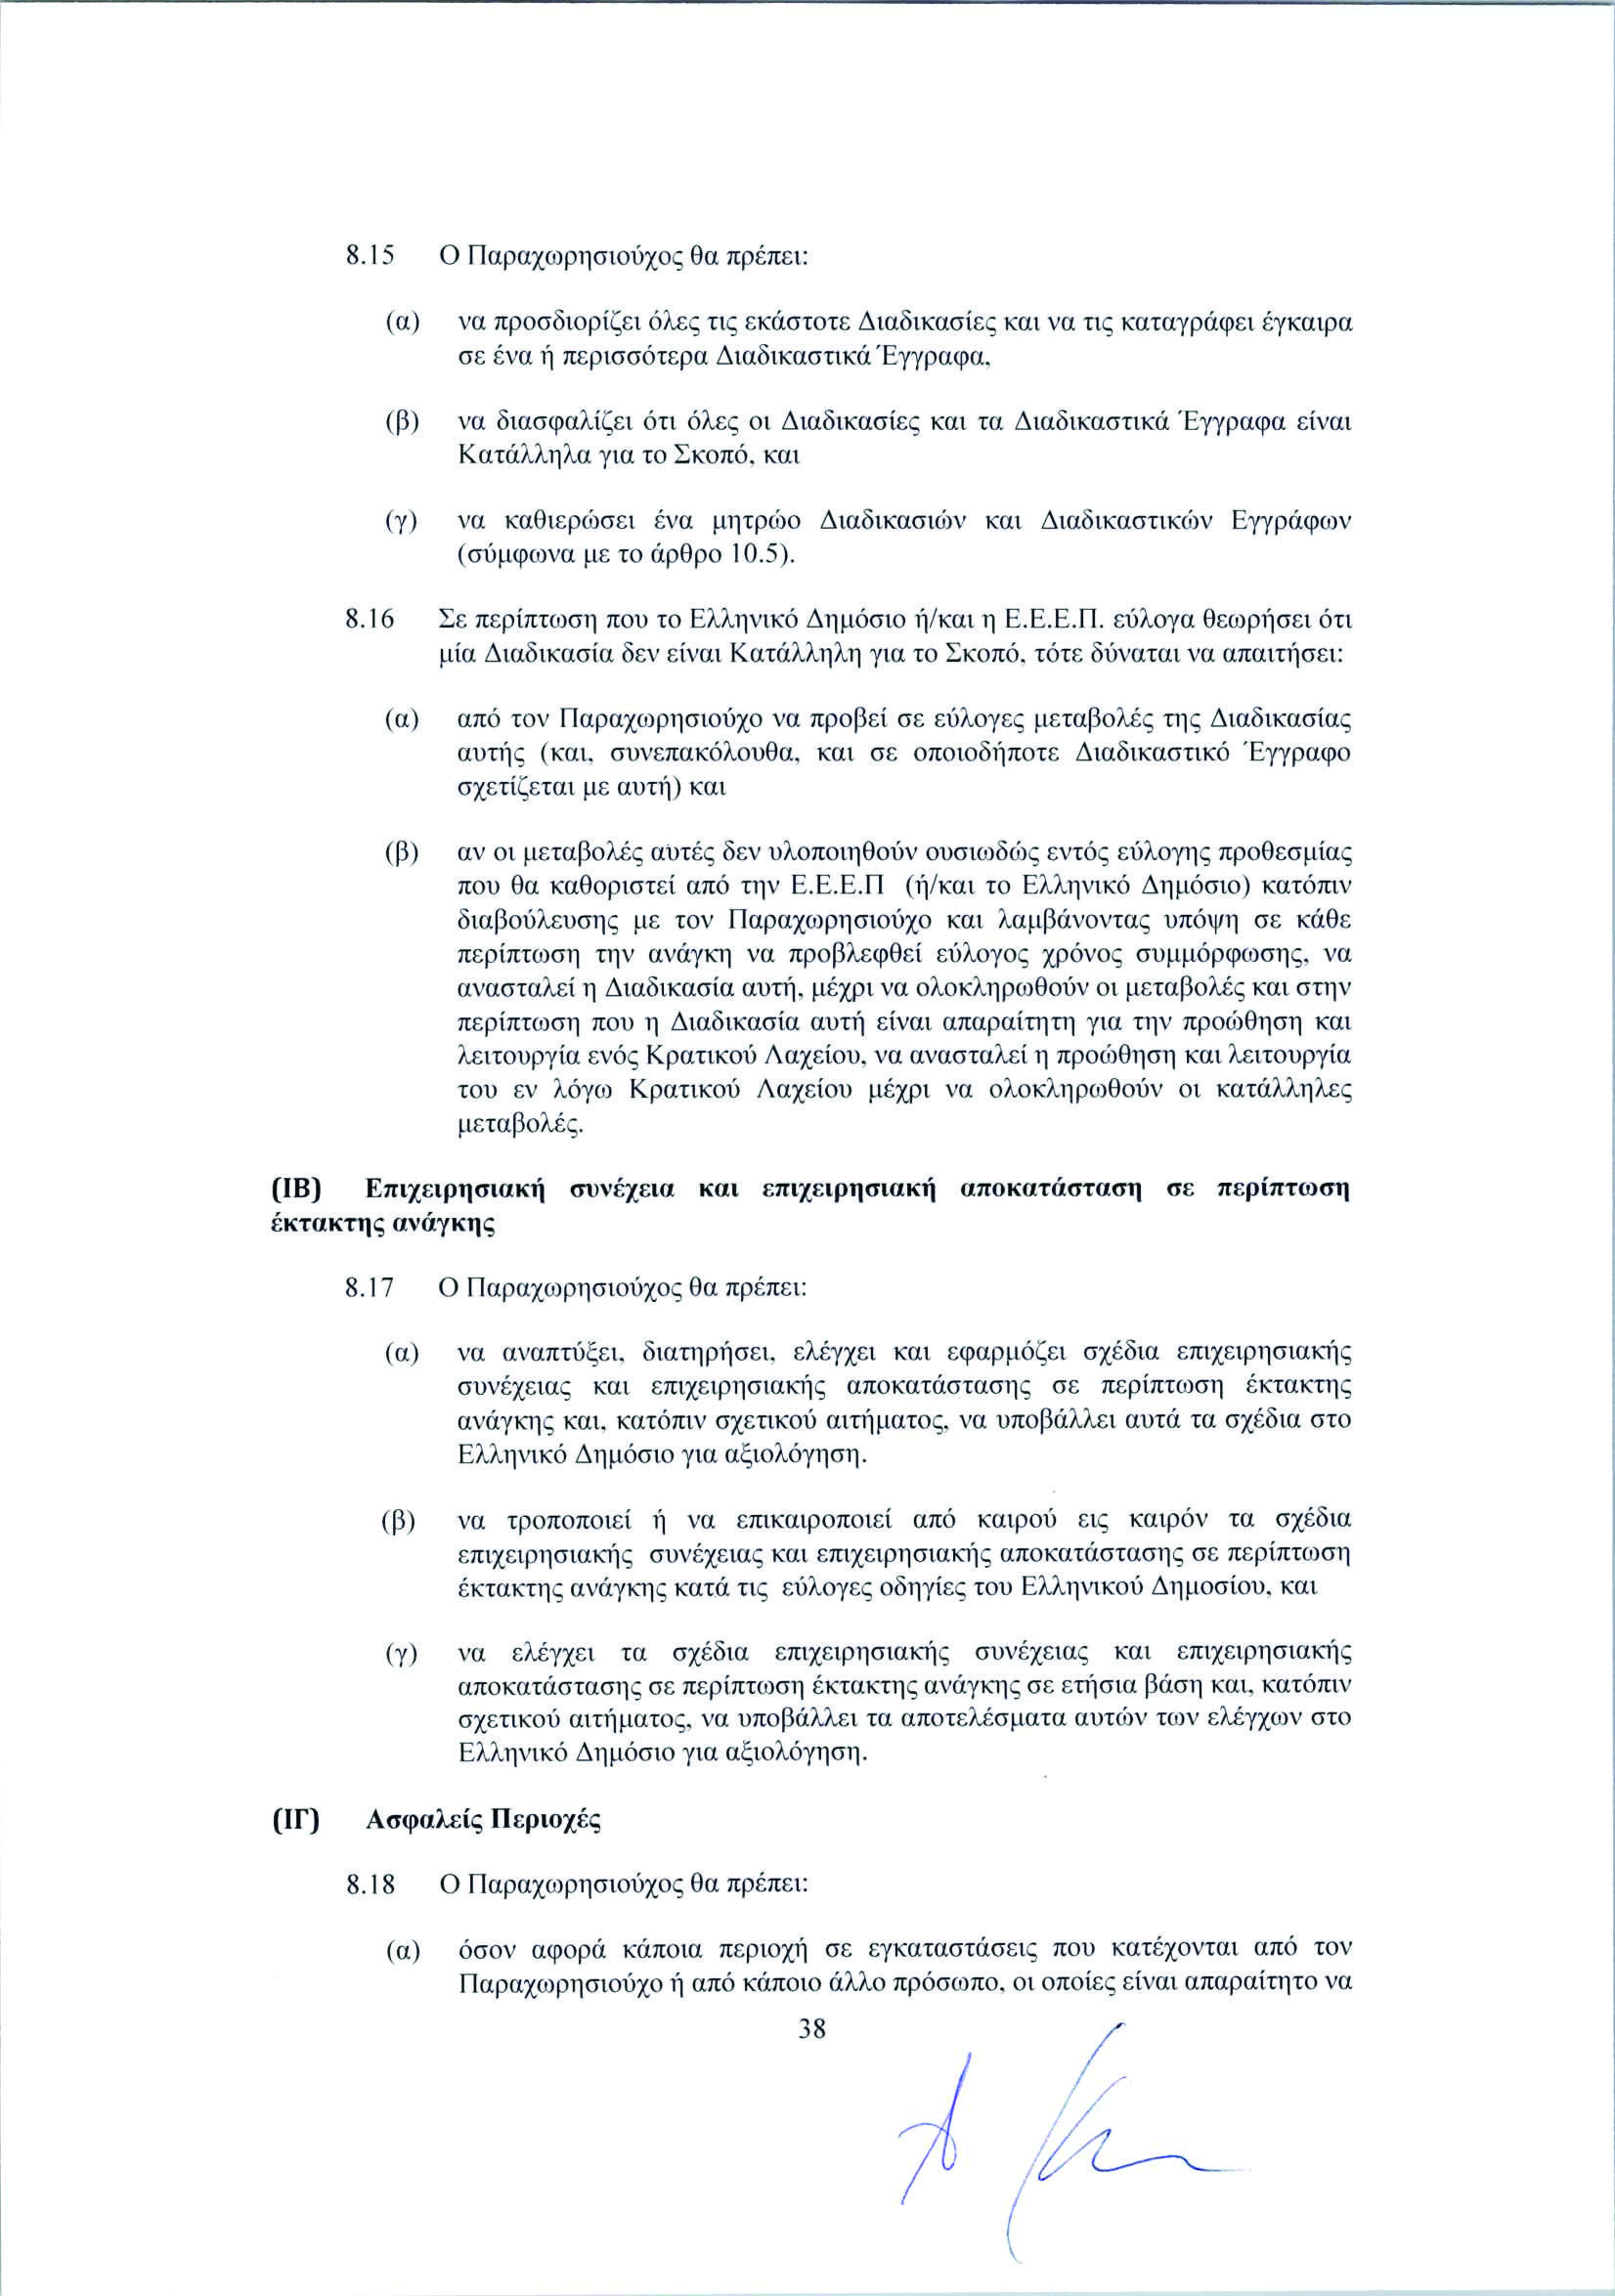 8.15 Ο Παραχωρησιούχος θα πρέπει:
(α) να προσδιορίζει όλες τις εκάστοτε Διαδικασίες και να τις καταγράφει έγκαιρα
σε ένα ή περισσότερα Διαδικαστικά Έγγραφα,
(β) να διασφαλίζει ότι όλες οι Διαδικασίες και τα Διαδικαστικά Έγγραφα είναι
Κατάλληλα για το Σκοπό, και
(γ) να καθιερώσει ένα μητρώο Διαδικασιών και Διαδικαστικών Εγγράφων
(σύμφωνα με το άρθρο 10.5).
8.16 Σε περίπτωση που το Ελληνικό Δημόσιο ή/και η Ε.Ε.Ε.Π. εύλογα θεωρήσει ότι
μία Διαδικασία δεν είναι Κατάλληλη για το Σκοπό, τότε δύναται να απαιτήσει:
(α) από τον Παραχωρησιούχο να προβεί σε εύλογες μεταβολές της Διαδικασίας
αυτής (και, συνεπακόλουθα, και σε οποιοδήποτε Διαδικαστικό Έγγραφο
σχετίζεται με αυτή) και
(β) αν οι μεταβολές αυτές δεν υλοποιηθούν ουσιωδώς εντός εύλογης προθεσμίας
που θα καθοριστεί από την Ε.Ε.Ε.Π (ή/και το Ελληνικό Δημόσιο) κατόπιν
διαβούλευσης με τον Παραχωρησιούχο και λαμβάνοντας υπόψη σε κάθε
περίπτωση την ανάγκη να προβλεφθεί εύλογος χρόνος συμμόρφωσης, να
ανασταλεί η Διαδικασία αυτή, μέχρι να ολοκληρωθούν οι μεταβολές και στην
περίπτωση που η Διαδικασία αυτή είναι απαραίτητη για την προώθηση και
λειτουργία ενός Κρατικού Λαχείου, να ανασταλεί η προώθηση και λειτουργία
του εν λόγω Κρατικού Λαχείου μέχρι να ολοκληρωθούν οι κατάλληλες
μεταβολές.
(ΙΒ) Επιχειρησιακή συνέχεια και επιχειρησιακή αποκατάσταση σε περίπτωση
έκτακτης ανάγκης
8.17 Ο Παραχωρησιούχος θα πρέπει:
(α) να αναπτύξει, διατηρήσει, ελέγχει και εφαρμόζει σχέδια επιχειρησιακής
συνέχειας και επιχειρησιακής αποκατάστασης σε περίπτωση έκτακτης
ανάγκης και, κατόπιν σχετικού αιτήματος, να υποβάλλει αυτά τα σχέδια στο
Ελληνικό Δημόσιο για αξιολόγηση.
(β) να τροποποιεί ή να επικαιροποιεί από καιρού εις καιρόν τα σχέδια
επιχειρησιακής συνέχειας και επιχειρησιακής αποκατάστασης σε περίπτωση
έκτακτης ανάγκης κατά τις εύλογες οδηγίες του Ελληνικού Δημοσίου, και
(γ) να ελέγχει τα σχέδια επιχειρησιακής συνέχειας και επιχειρησιακής
αποκατάστασης σε περίπτωση έκτακτης ανάγκης σε ετήσια βάση και, κατόπιν
σχετικού αιτήματος, να υποβάλλει τα αποτελέσματα αυτών των ελέγχων στο
Ελληνικό Δημόσιο για αξιολόγηση.
(ΙΓ) Ασφαλείς Περιοχές
8.18 Ο Παραχωρησιούχος θα πρέπει:
(α) όσον αφορά κάποια περιοχή σε εγκαταστάσεις που κατέχονται από τον
Παραχωρησιούχο ή από κάποιο άλλο πρόσωπο, οι οποίες είναι απαραίτητο να
38